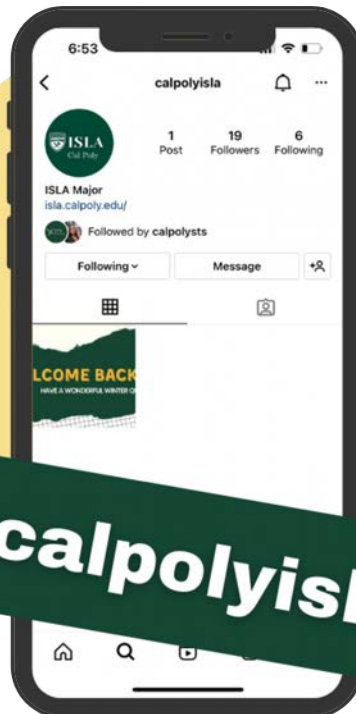 6:53
calpolyisla
ISLA
Cal Poly
1
Post
19
Followers
6
Following
ISLA Major
isla.calpoly.edu/
Followed by calpolysts
Following
Message
LCOME BACK
HAVE A WONDERFUL WINTER Q
calpolyisl